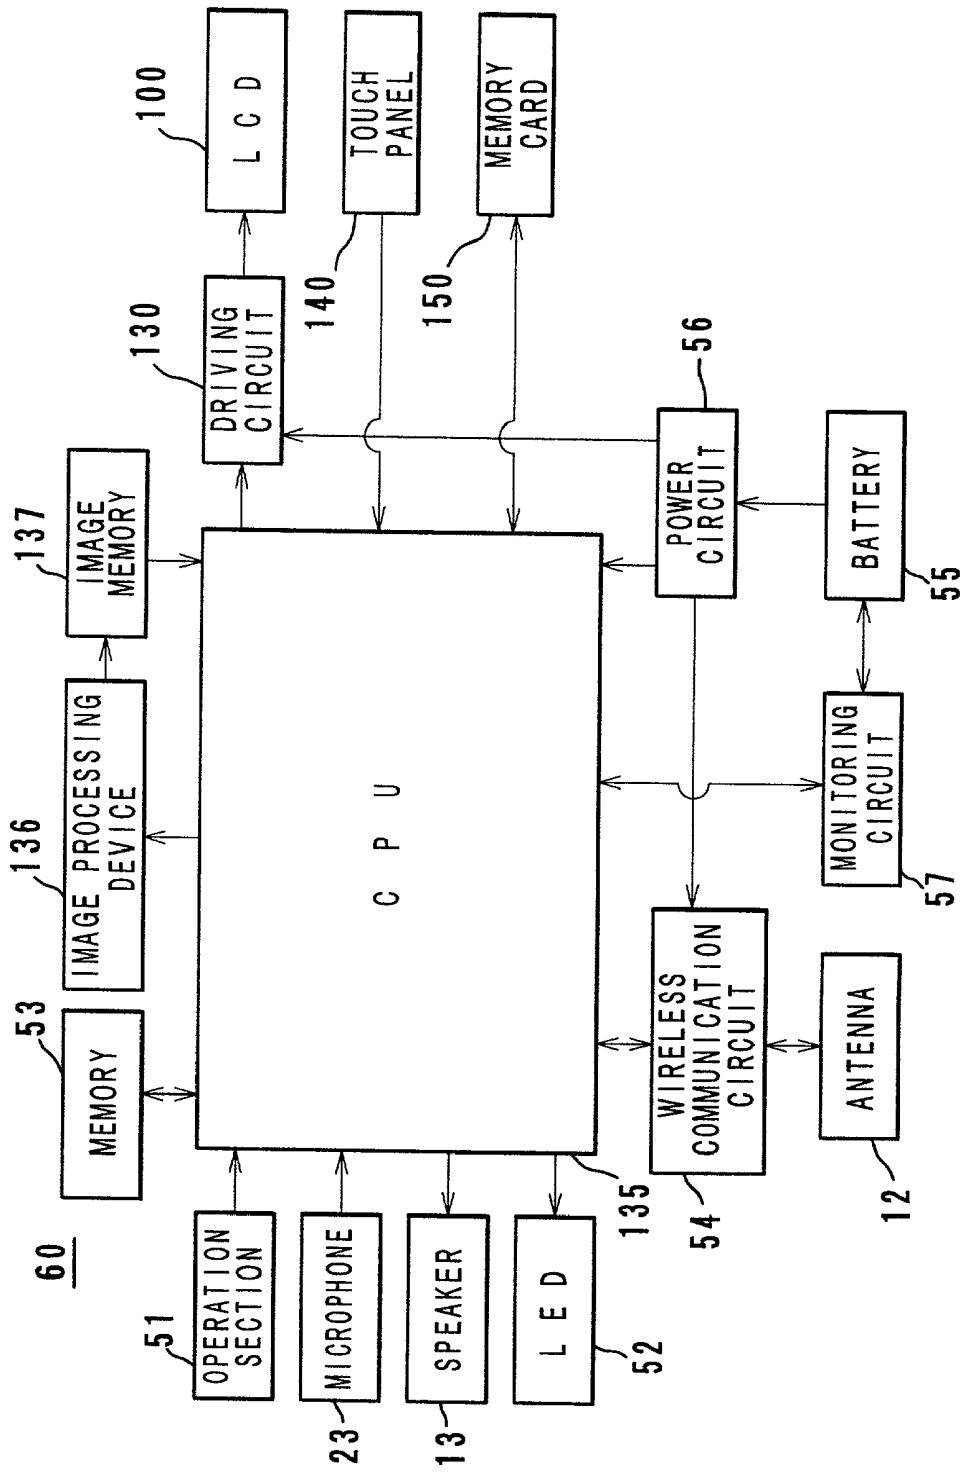 60
53
MEMORY
136
IMAGE PROCESSING
DEVICE
137
IMAGE
MEMORY
51
OPERATION
SECTION
130
DRIVING
CIRCUIT
100
LCD
23
MICROPHONE
140
TOUCH
PANEL
13
SPEAKER
CPU
150
MEMORY
CARD
52
LED
135
54
WIRELESS
COMMUNICATION
CIRCUIT
56
POWER
CIRCUIT
12
ANTENNA
57
MONITORING
CIRCUIT
55
BATTERY